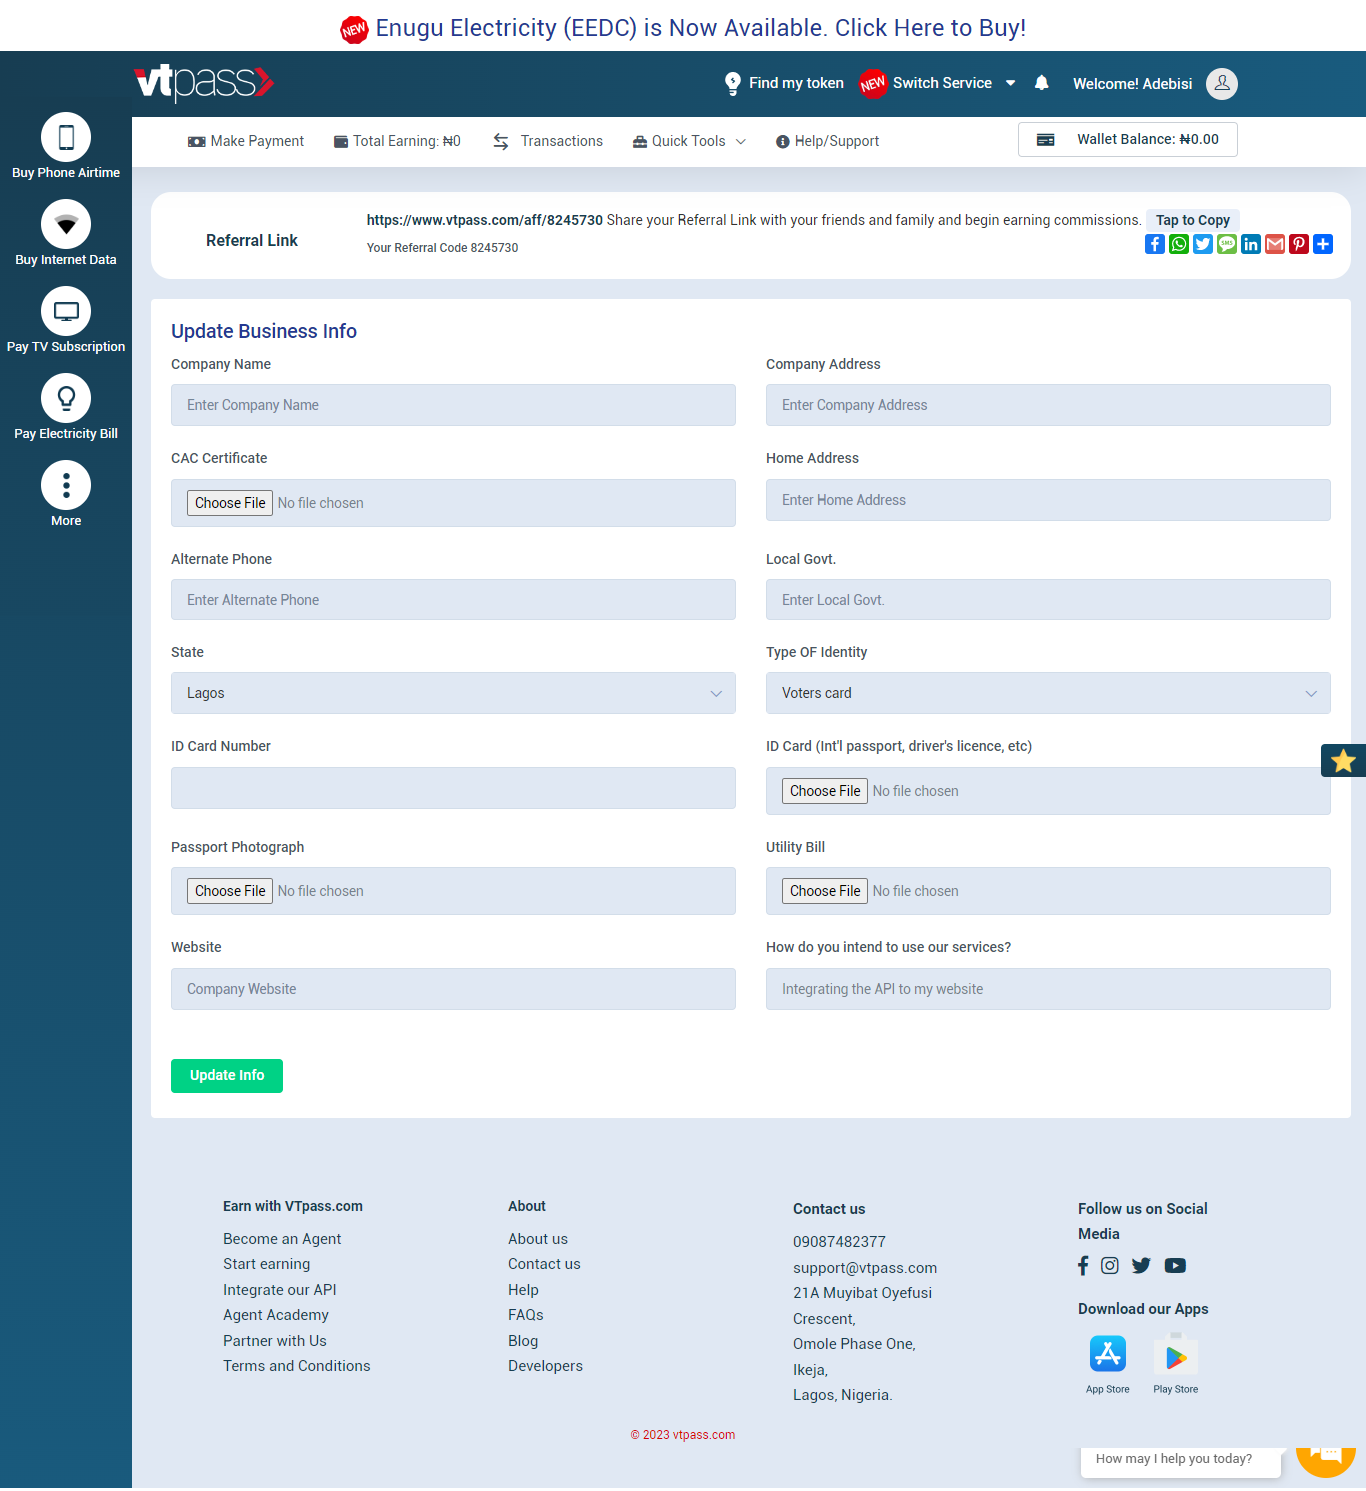 NEW Enugu Electricity (EEDC) is Now Available. Click Here to Buy!
vtpass
Find my token
NEW Switch Service
Welcome! Adebisi
Buy Phone Airtime
Buy Internet Data
Pay TV Subscription
Pay Electricity Bill
More
Make Payment
Total Earning: ₦0
Transactions
Quick Tools
Help/Support
Wallet Balance: ₦0.00
Referral Link
https://www.vtpass.com/aff/8245730 Share your Referral Link with your friends and family and begin earning commissions. Tap to Copy
Your Referral Code 8245730
Update Business Info
Company Name
Enter Company Name
Company Address
Enter Company Address
CAC Certificate
Choose File No file chosen
Home Address
Enter Home Address
Alternate Phone
Enter Alternate Phone
Local Govt.
Enter Local Govt.
State
Lagos
Type OF Identity
Voters card
ID Card Number
ID Card (Int'l passport, driver's licence, etc)
Choose File No file chosen
Passport Photograph
Choose File No file chosen
Utility Bill
Choose File No file chosen
Website
Company Website
How do you intend to use our services?
Integrating the API to my website
Update Info
Earn with VTpass.com
Become an Agent
Start earning
Integrate our API
Agent Academy
Partner with Us
Terms and Conditions
About
About us
Contact us
Help
FAQs
Blog
Developers
Contact us
09087482377
support@vtpass.com
21A Muyibat Oyefusi
Crescent,
Omole Phase One,
Ikeja,
Lagos, Nigeria.
Follow us on Social
Media
Download our Apps
App Store
Play Store
© 2023 vtpass.com
How may I help you today?